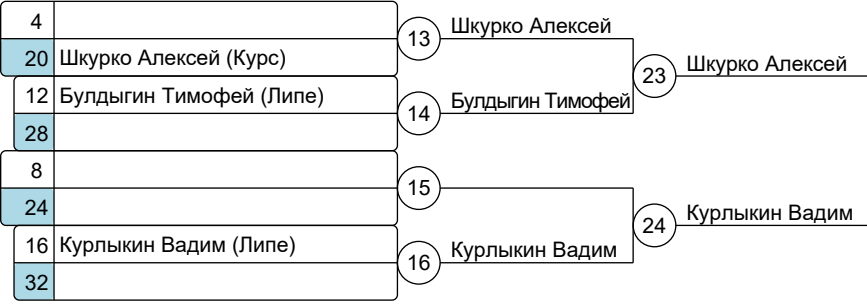 4
13
Шкурко Алексей
20 Шкурко Алексей (Курс)
23
Шкурко Алексей
12 Булдыгин Тимофей (Липе)
14
Булдыгин Тимофей
28
8
15
24
24
Курлыкин Вадим
16 Курлыкин Вадим (Липе)
16
Курлыкин Вадим
32